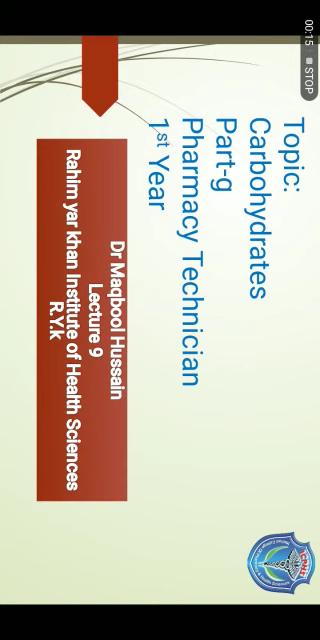 00:15 STOP
Topic:
Carbohydrates
Part-g
Pharmacy Technician
1st Year
Dr Maqbool Hussain
Lecture 9
Rahim yar khan Institute of Health Sciences
R.Y.k